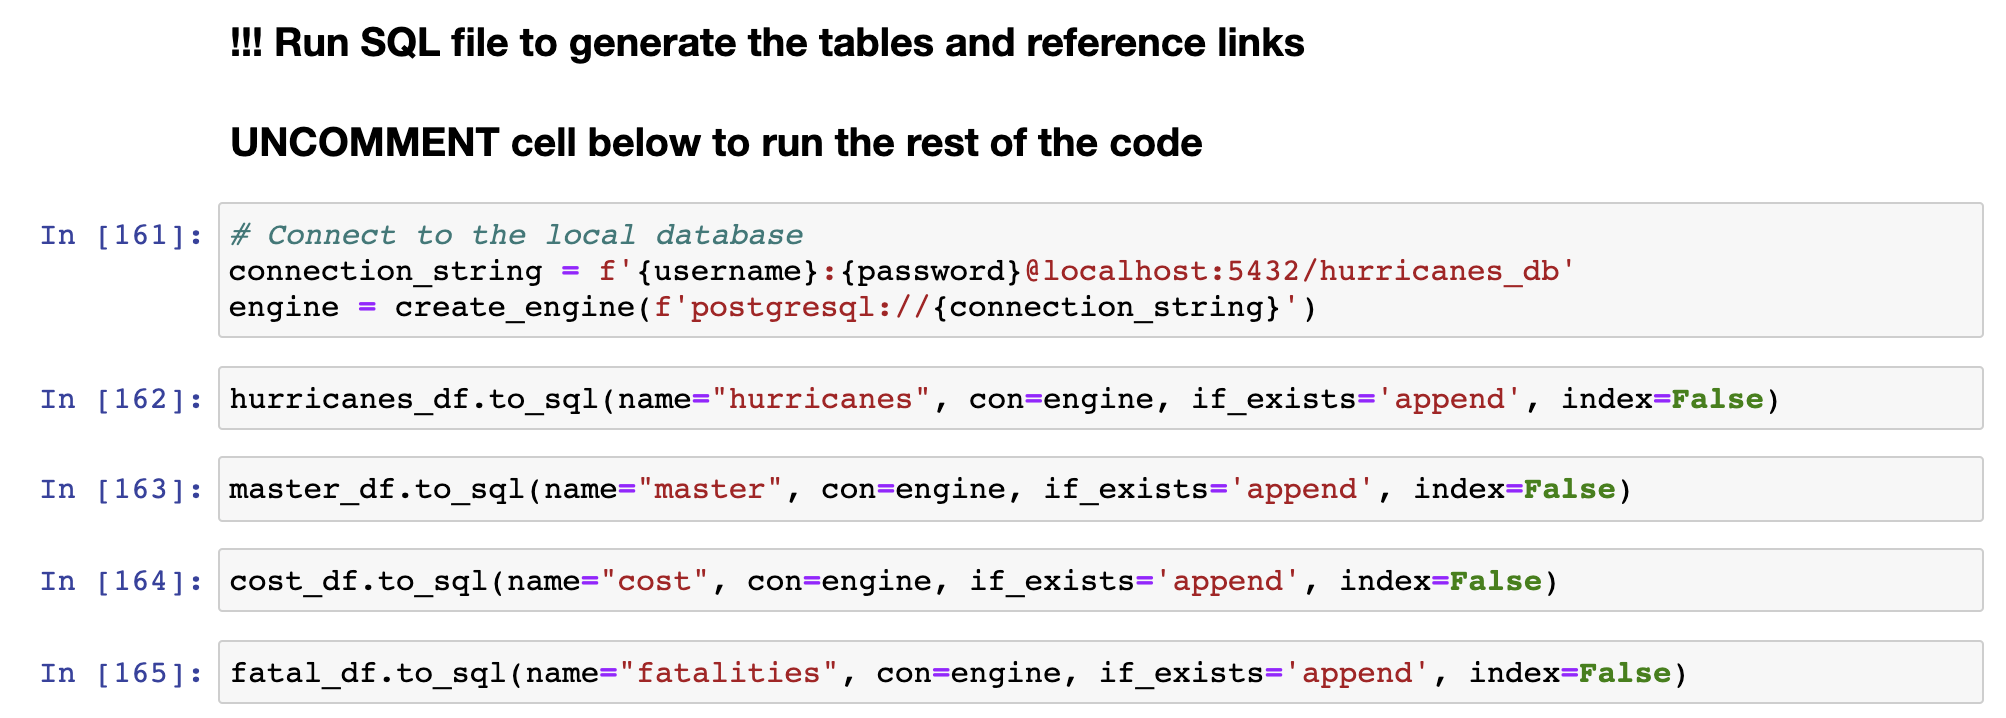 !!! Run SQL file to generate the tables and reference links
UNCOMMENT cell below to run the rest of the code
In [161]: # Connect to the local database
connection_string = f'{username}:{password}@localhost:5432/hurricanes_db'
engine = create_engine(f'postgresql://{connection_string}')
In [162]: hurricanes_df.to_sql(name="hurricanes", con=engine, if_exists='append', index=False)
In [163]: master_df.to_sql(name="master", con=engine, if_exists='append', index=False)
In [164]: cost_df.to_sql(name="cost", con=engine, if_exists='append', index=False)
In [165]: fatal_df.to_sql(name="fatalities", con=engine, if_exists='append', index=False)